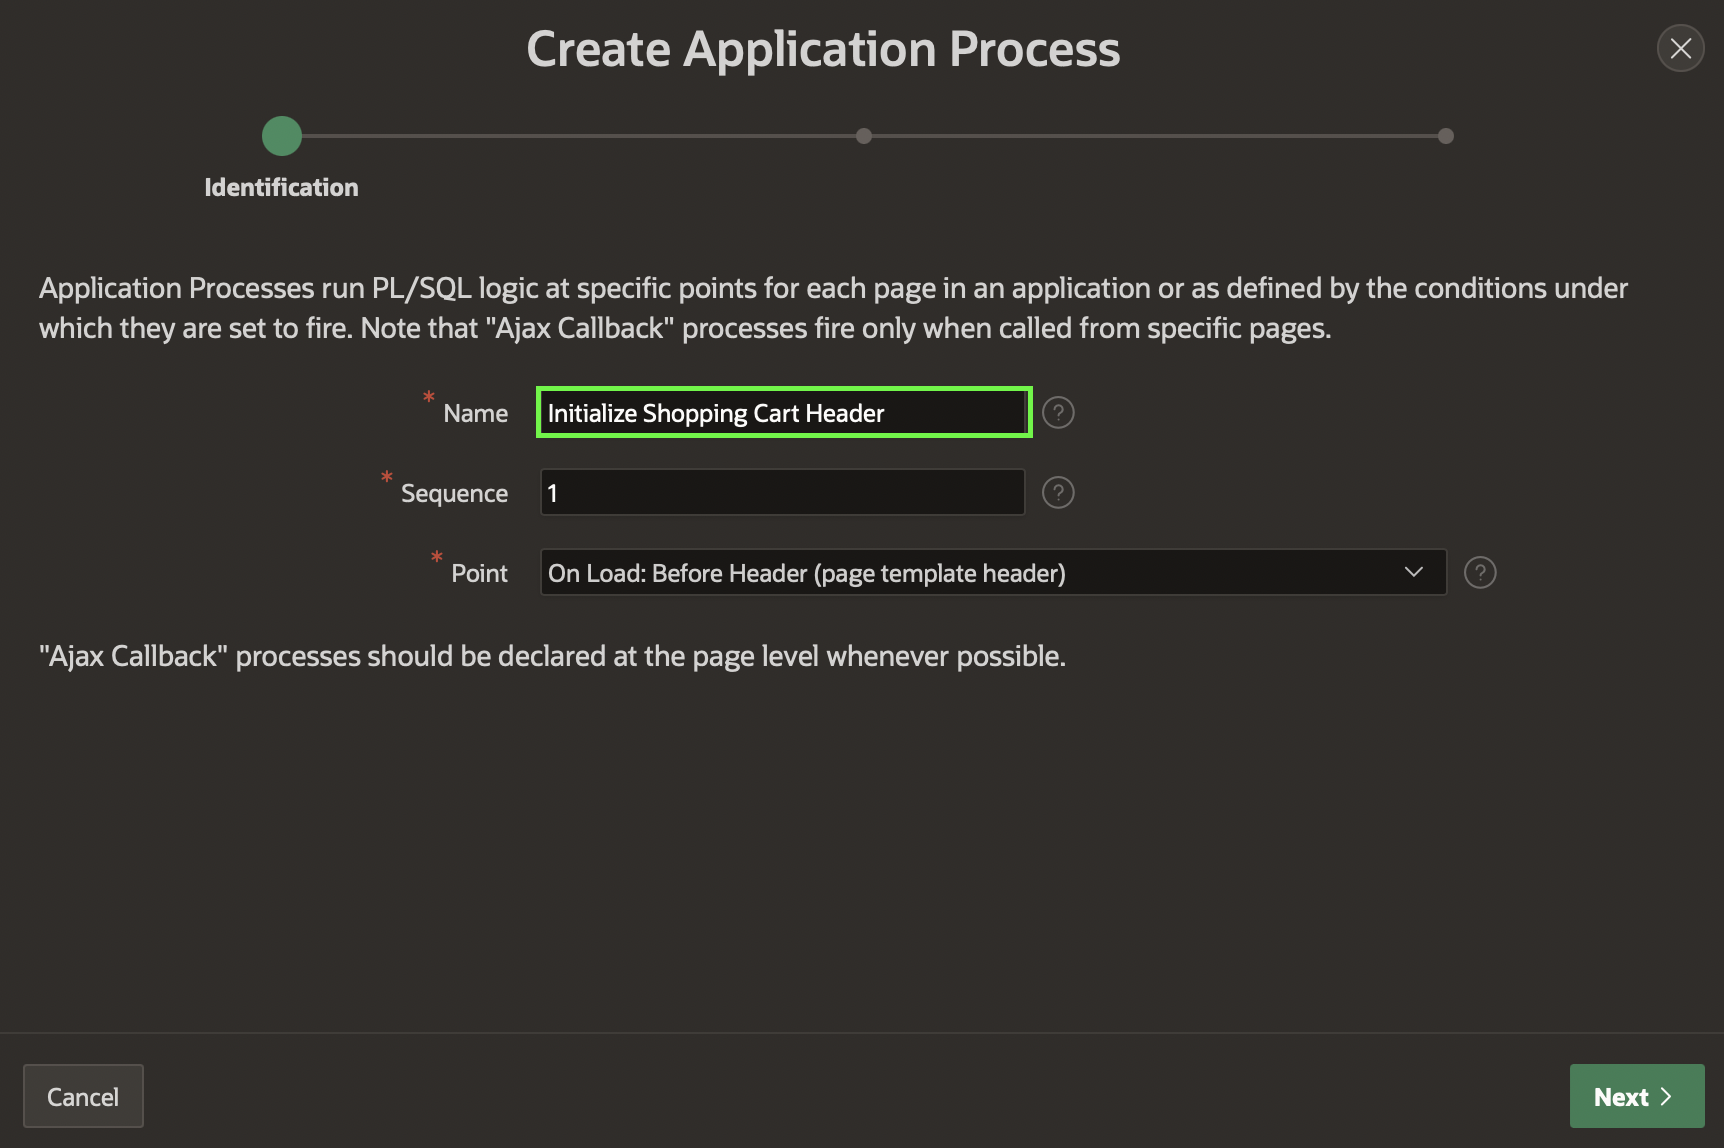 Create Application Process
Identification
Application Processes run PL/SQL logic at specific points for each page in an application or as defined by the conditions under
which they are set to fire. Note that "Ajax Callback" processes fire only when called from specific pages.
* Name Initialize Shopping Cart Header ?
* Sequence 1 ?
* Point On Load: Before Header (page template header) ?
"Ajax Callback" processes should be declared at the page level whenever possible.
Cancel Next >